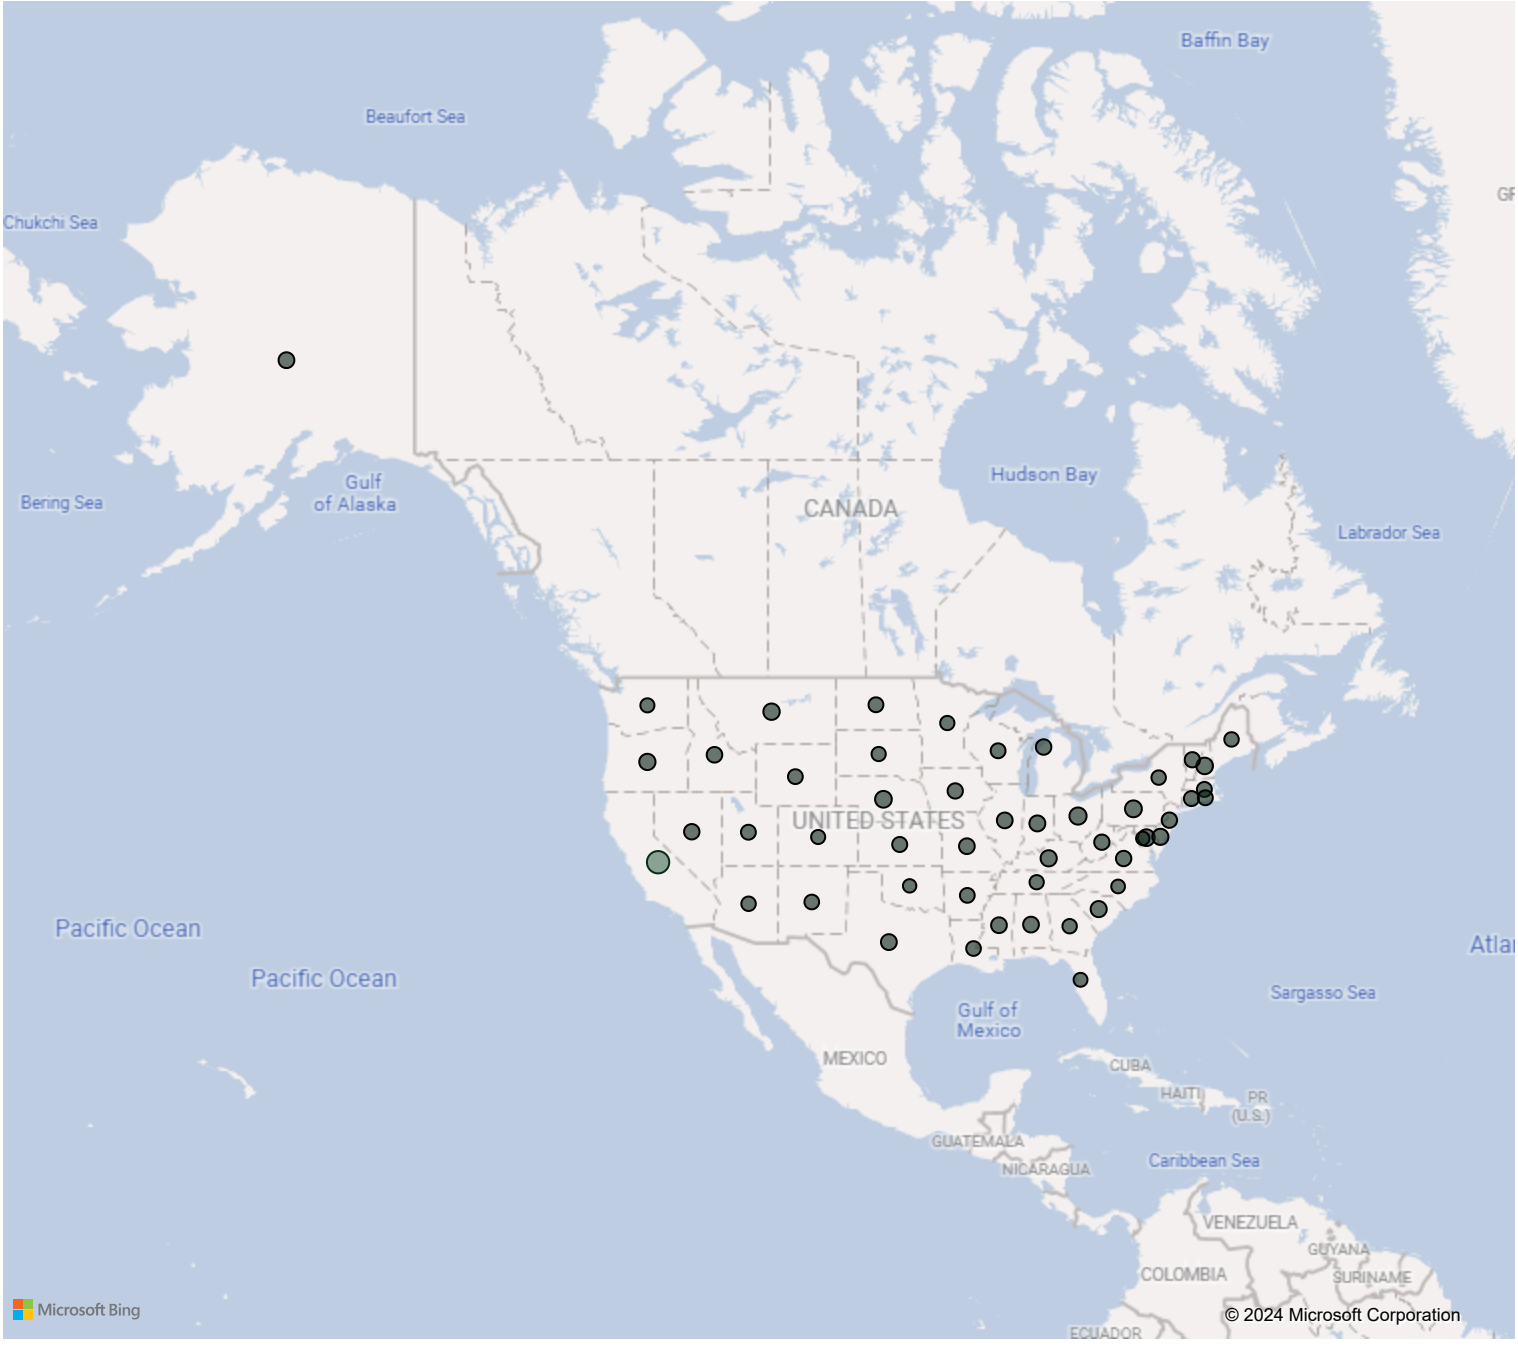 Baffin Bay
Beaufort Sea
Chukchi Sea
Gulf
of Alaska
Bering Sea
CANADA
Hudson Bay
Labrador Sea
UNITED STATES
Pacific Ocean
Pacific Ocean
Sargasso Sea
Gulf of
Mexico
MEXICO
CUBA
HAITI
PR
(U.S.)
GUATEMALA
NICARAGUA
Caribbean Sea
VENEZUELA
GUYANA
COLOMBIA
SURINAME
ECUADOR
Microsoft Bing
© 2024 Microsoft Corporation